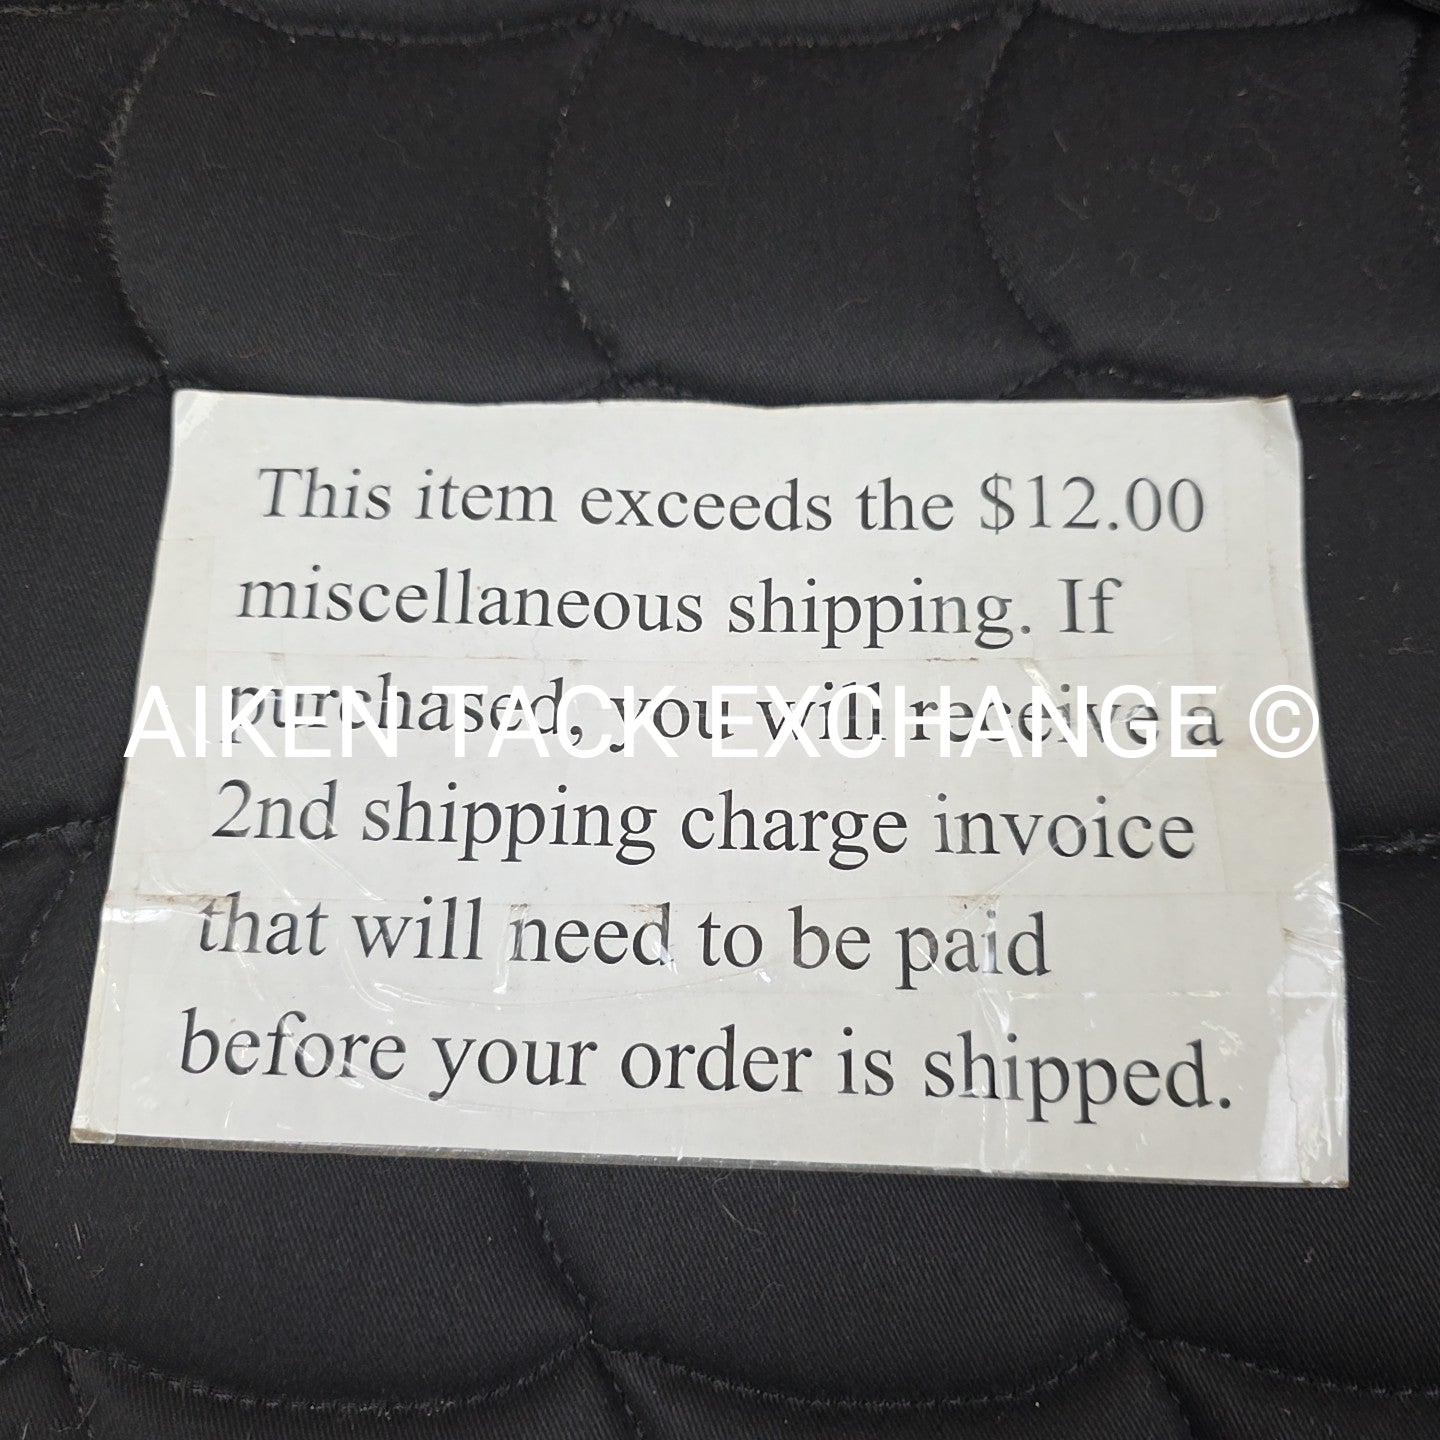 This item exceeds the $12.00
miscellaneous shipping. If
purchased, you will receive a
AIKEN TACK EXCHANGE ©
2nd shipping charge invoice
that will need to be paid
before your order is shipped.